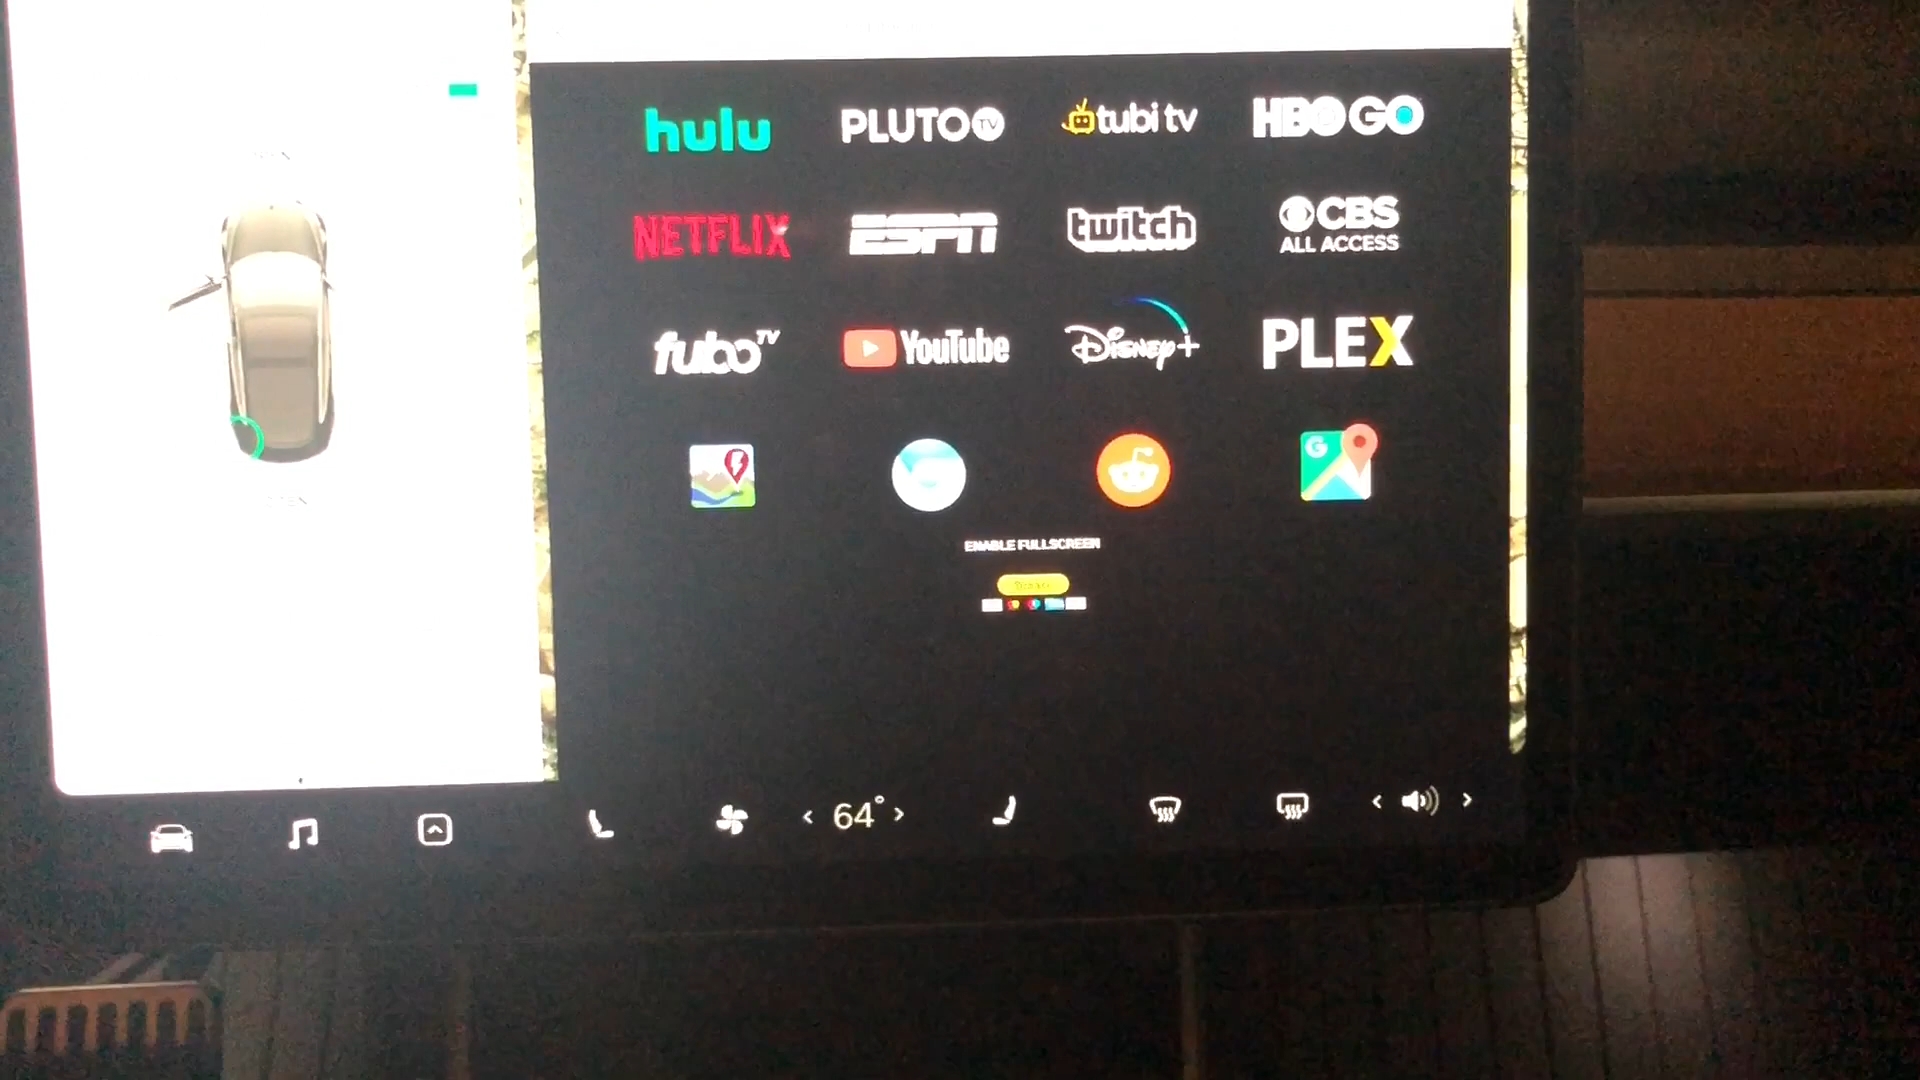 hulu PLUTO TV tubi tv HBO GO
NETFLIX ESPN twitch CBS
ALL ACCESS
fubo TV YouTube Disney+ PLEX
G
ENABLE FULLSCREEN
64°